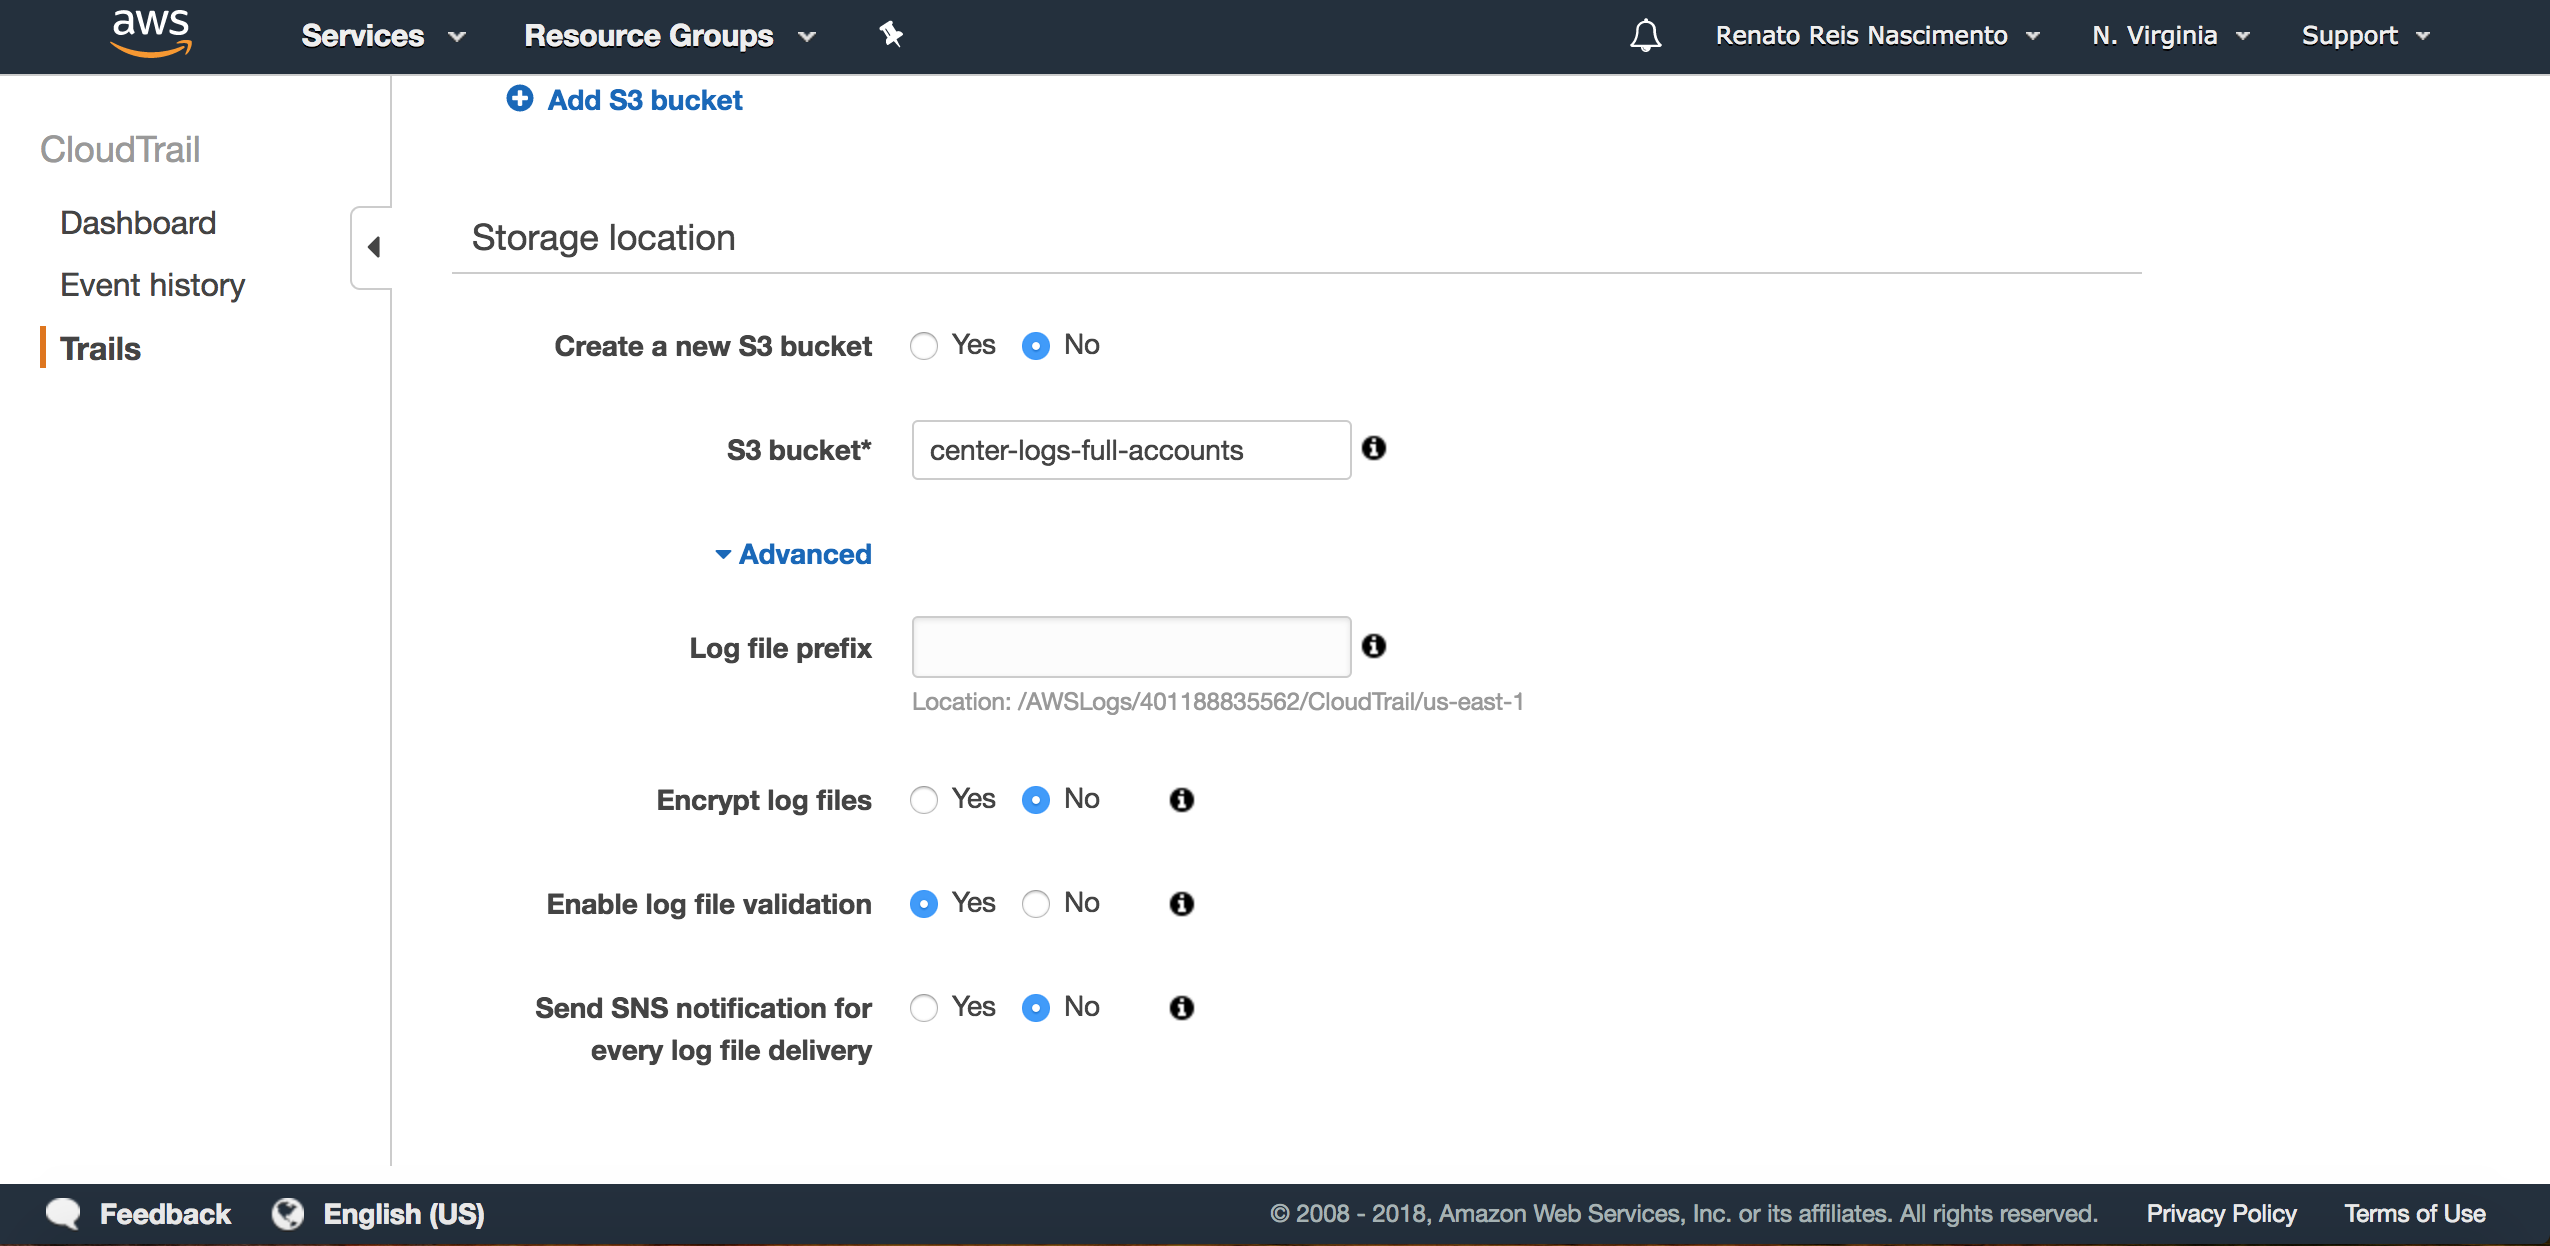 aws
Services Resource Groups Renato Reis Nascimento N. Virginia Support
Add S3 bucket
CloudTrail
Dashboard
Event history
Trails
Storage location
Create a new S3 bucket Yes No
S3 bucket* center-logs-full-accounts
Advanced
Log file prefix
Location: /AWSLogs/401188835562/CloudTrail/us-east-1
Encrypt log files Yes No
Enable log file validation Yes No
Send SNS notification for Yes No
every log file delivery
Feedback English (US) © 2008 - 2018, Amazon Web Services, Inc. or its affiliates. All rights reserved. Privacy Policy Terms of Use